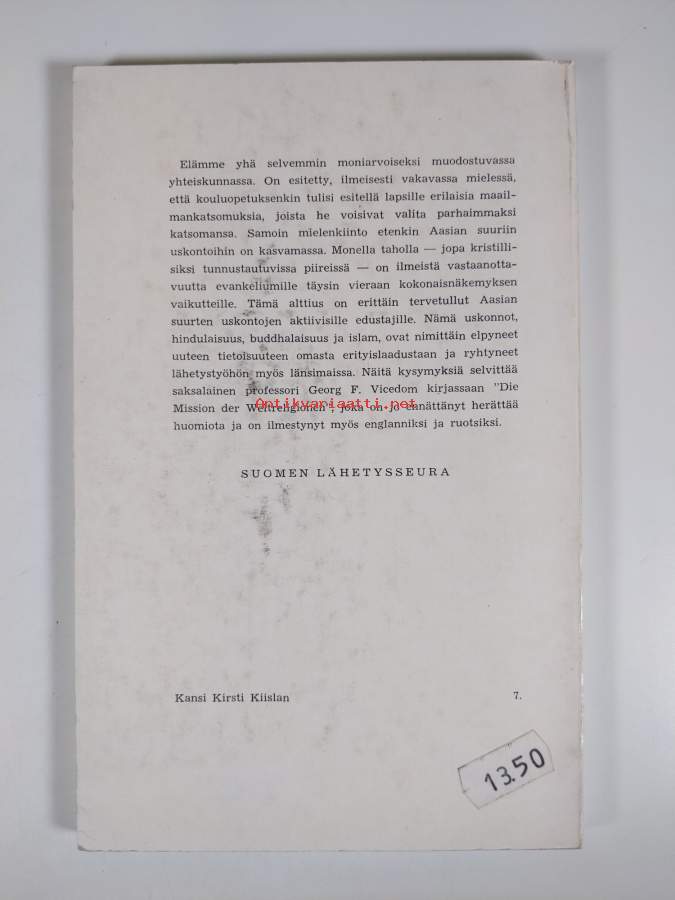 Elämme yhä selvemmin moniarvoiseksi muodostuvassa
yhteiskunnassa. On esitetty, ilmeisesti vakavassa mielessä,
että kouluopetuksenkin tulisi esitellä lapsille erilaisia maail-
mankatsomuksia, joista he voisivat valita parhaimmaksi
katsomansa. Samoin mielenkiinto etenkin Aasian suuriin
uskontoihin on kasvamassa. Monella taholla — jopa kristilli-
siksi tunnustautuvissa piireissä — on ilmeistä vastaanotta-
vuutta evankeliumille täysin vieraan kokonaisnäkemyksen
vaikutteille. Tämä alttius on erittäin tervetullut Aasian
suurten uskontojen aktiivisille edustajille. Nämä uskonnot,
hindulaisuus, buddhalaisuus ja islam, ovat nimittäin elpyneet
uuteen tietoisuuteen omasta erityislaadustaan ja ryhtyneet
lähetystyöhön myös länsimaissa. Näitä kysymyksiä selvittää
saksalainen professori Georg F. Vicedom kirjassaan "Die
Mission der Weltreligionen", joka on jo ennättänyt herättää
Antikvariaatti.net
huomiota ja on ilmestynyt myös englanniksi ja ruotsiksi.
SUOMEN LÄHETYSSEURA
Kansi Kirsti Kiislan
7.
13.50